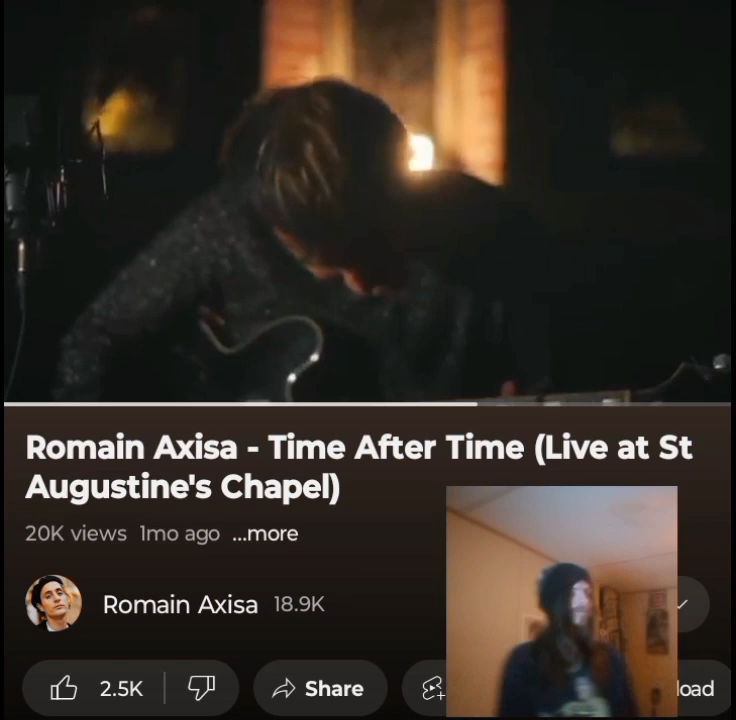 Romain Axisa - Time After Time (Live at St
Augustine's Chapel)
20K views 1mo ago ...more
Romain Axisa 18.9K
2.5K Share load